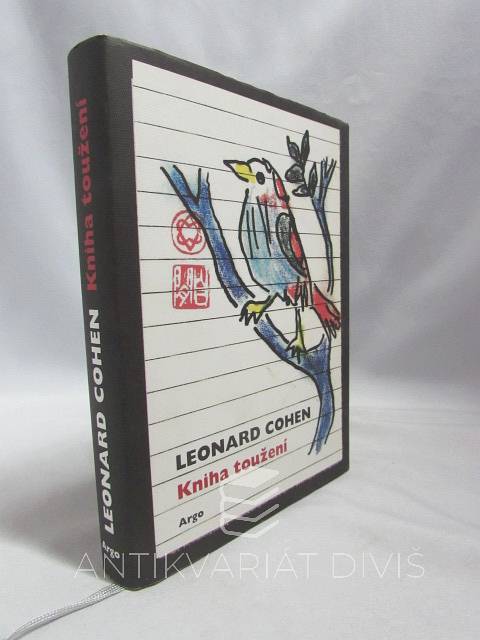 LEONARD COHEN Kniha toužení
Argo
LEONARD COHEN
Kniha toužení
Argo
ANTIKVARIÁT DIVIŠ